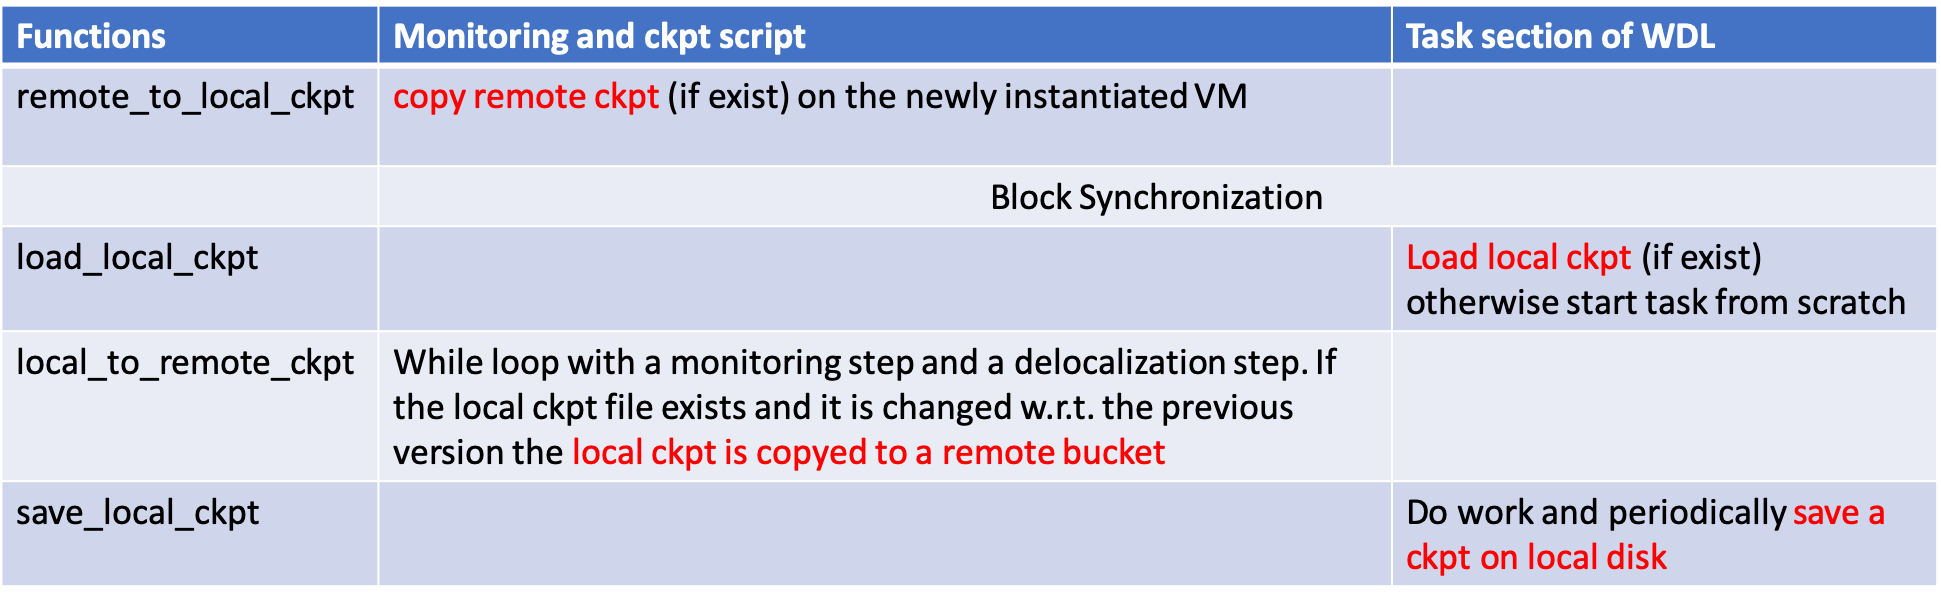 Functions
Monitoring and ckpt script
Task section of WDL
remote_to_local_ckpt
copy remote ckpt (if exist) on the newly instantiated VM
Block Synchronization
load_local_ckpt
Load local ckpt (if exist)
otherwise start task from scratch
local_to_remote_ckpt
While loop with a monitoring step and a delocalization step. If
the local ckpt file exists and it is changed w.r.t. the previous
version the local ckpt is copyed to a remote bucket
save_local_ckpt
Do work and periodically save a
ckpt on local disk